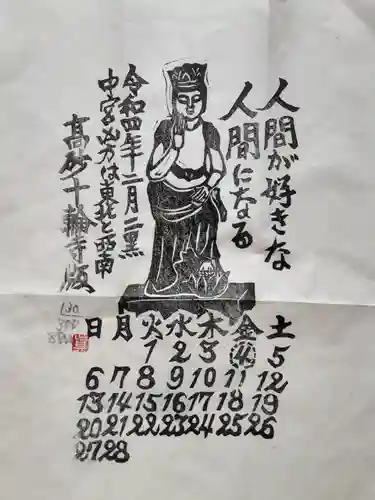 人間が好きな
人間になる
令和四年二月二黒
中宮凶方は東北と西南
高砂十輪寺版
130
300
日 月 火 水 木 金 土
1 2 3 4 5
6 7 8 9 10 11 12
13 14 15 16 17 18 19
20 21 22 23 24 25 26
27 28